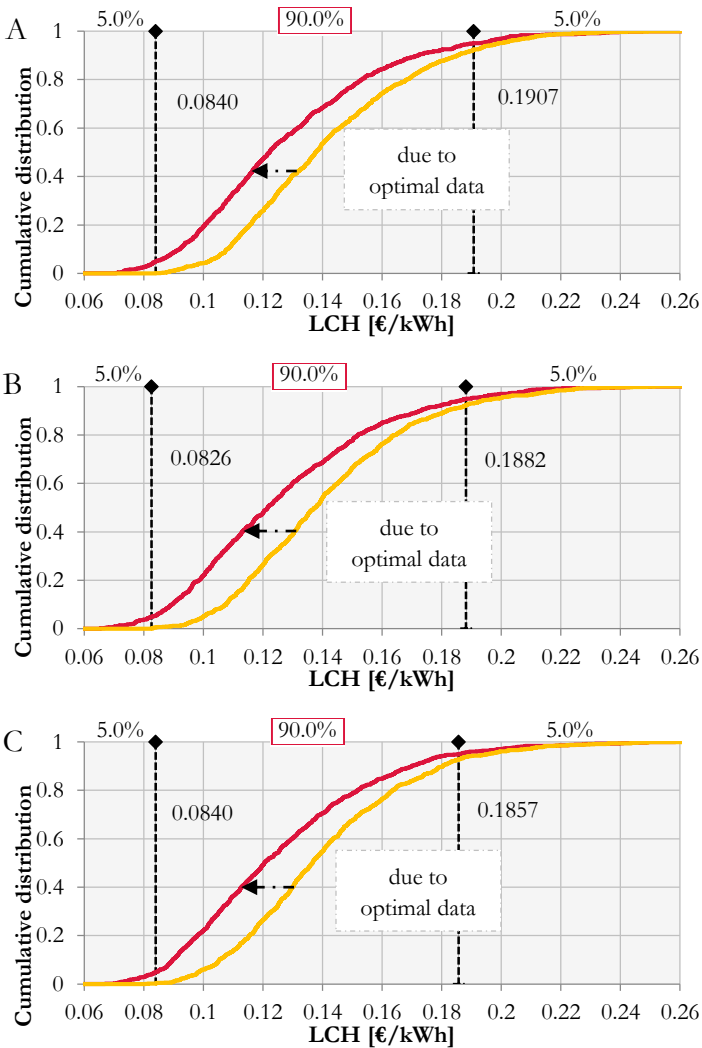 A
5.0% 90.0% 5.0%
Cumulative distribution
1
0.8
0.6
0.4
0.2
0
0.0840
0.1907
due to
optimal data
0.06 0.08 0.1 0.12 0.14 0.16 0.18 0.2 0.22 0.24 0.26
LCH [€/kWh]
B
5.0% 90.0% 5.0%
Cumulative distribution
1
0.8
0.6
0.4
0.2
0
0.0826
0.1882
due to
optimal data
0.06 0.08 0.1 0.12 0.14 0.16 0.18 0.2 0.22 0.24 0.26
LCH [€/kWh]
C
5.0% 90.0% 5.0%
Cumulative distribution
1
0.8
0.6
0.4
0.2
0
0.0840
0.1857
due to
optimal data
0.06 0.08 0.1 0.12 0.14 0.16 0.18 0.2 0.22 0.24 0.26
LCH [€/kWh]